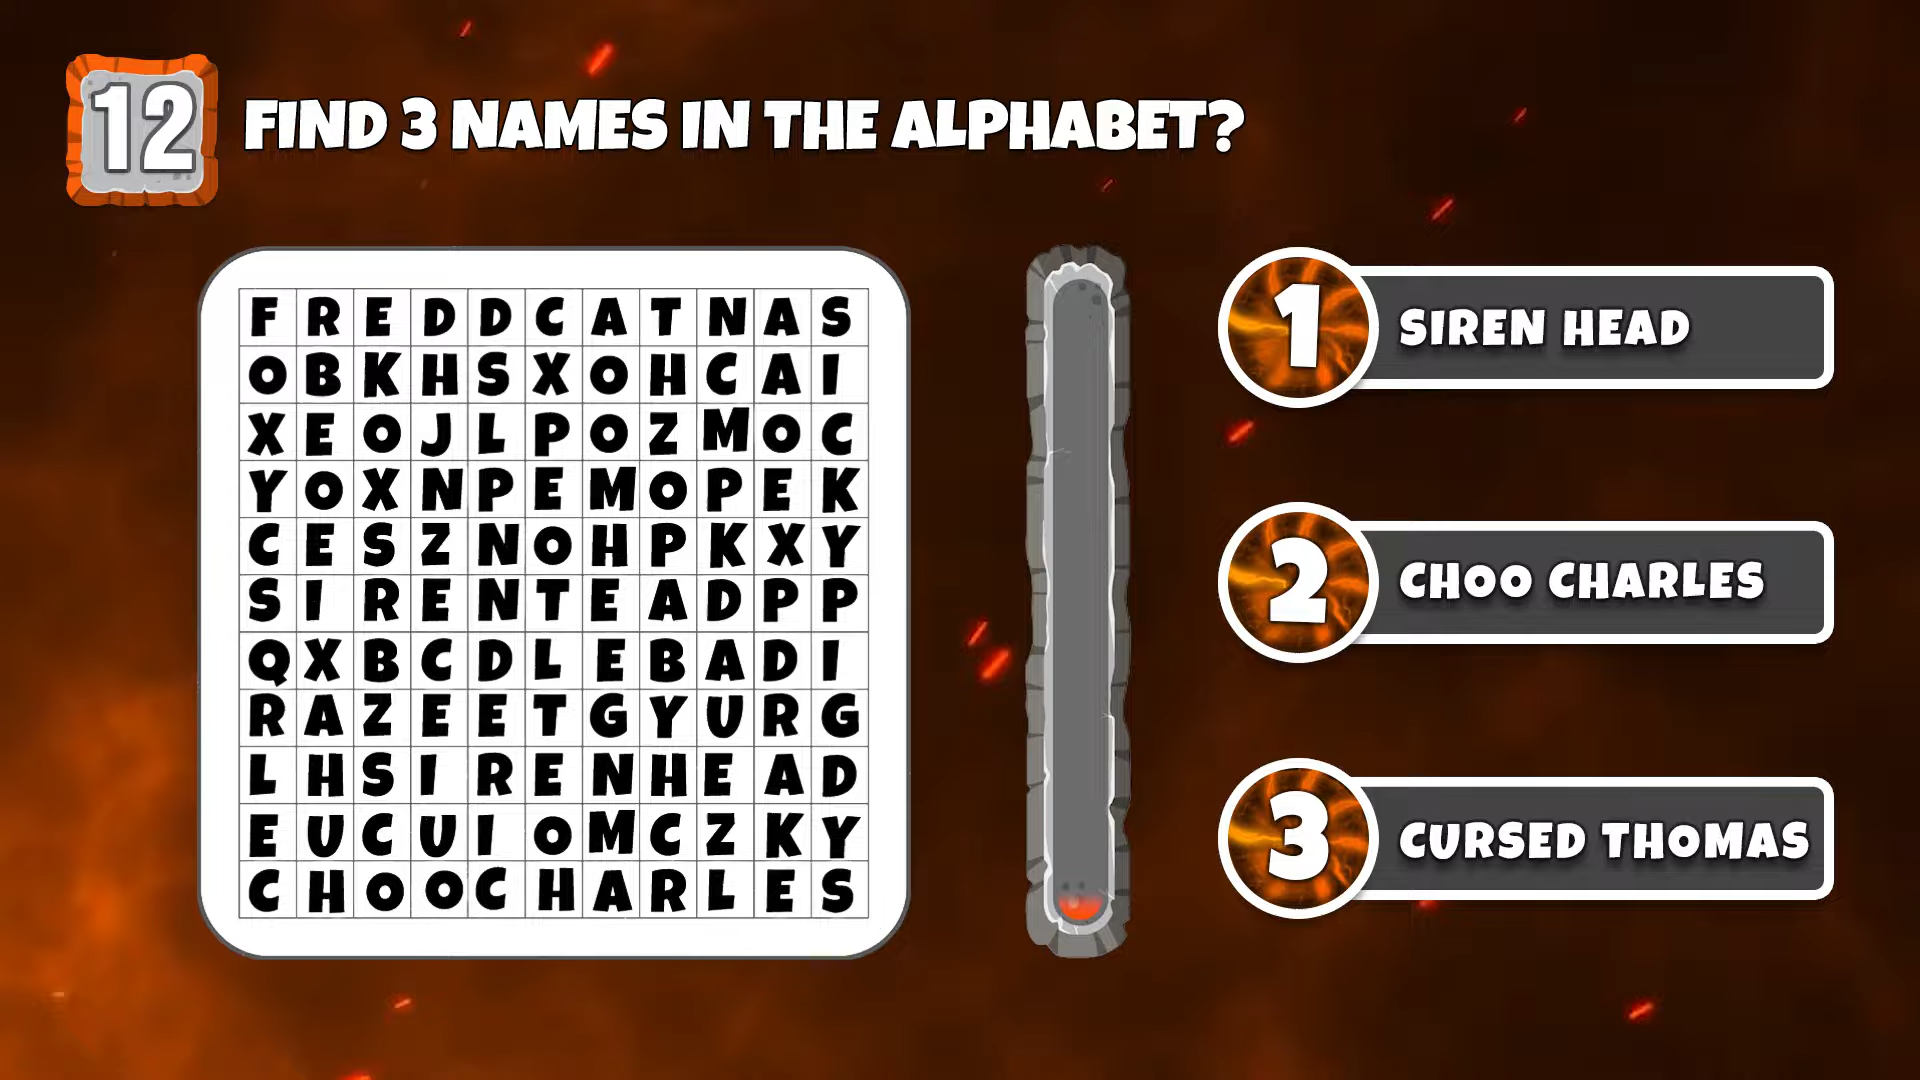 12
FIND 3 NAMES IN THE ALPHABET?
F R E D D C A T N A S
O B K H S X O H C A I
X E O J L P O Z M O C
Y O X N P E M O P E K
C E S Z N O H P K X Y
S I R E N T E A D P P
Q X B C D L E B A D I
R A Z E E T G Y U R G
L H S I R E N H E A D
E U C U I O M C Z K Y
C H O O C H A R L E S
1 SIREN HEAD
2 CHOO CHARLES
3 CURSED THOMAS